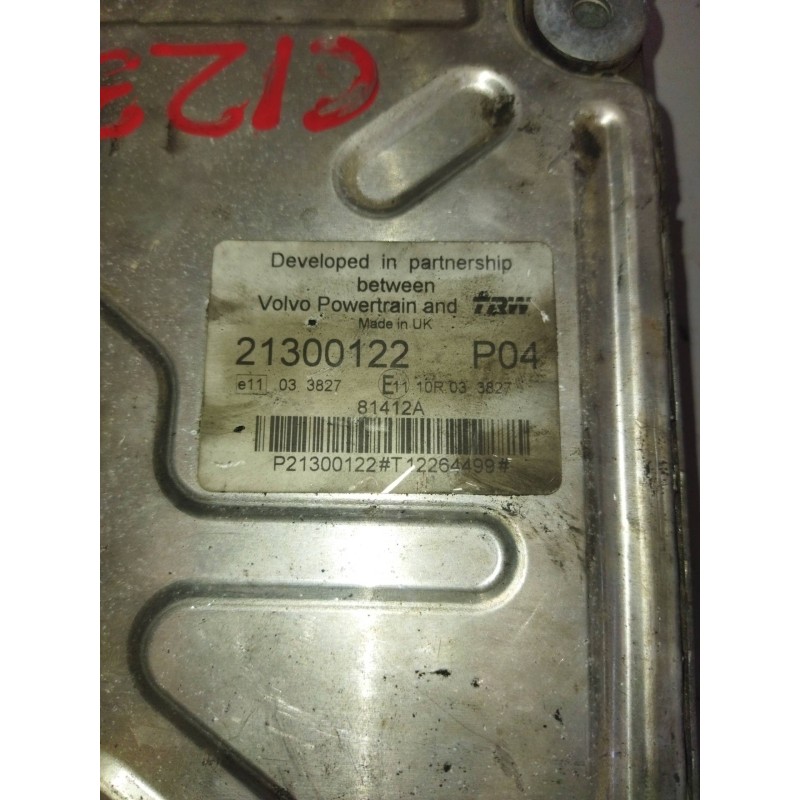 Developed in partnership
between
Volvo Powertrain and TRW
Made in UK
21300122 P04
e11 03 3827 E11 10R 03 3827
81412A
P21300122#T12264499#